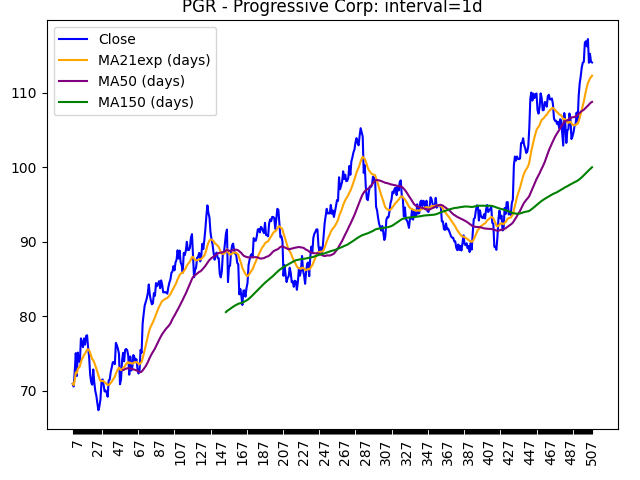 PGR - Progressive Corp: interval=1d
Close
MA21exp (days)
MA50 (days)
MA150 (days)
110
100
90
80
70
7 27 47 67 87 107 127 147 167 187 207 227 247 267 287 307 327 347 367 387 407 427 447 467 487 507